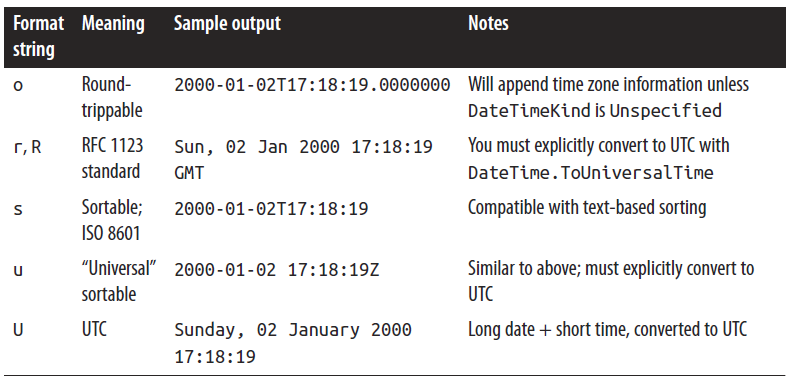 Format string Meaning Sample output Notes
o Round-trippable 2000-01-02T17:18:19.0000000 Will append time zone information unless DateTimeKind is Unspecified
r, R RFC 1123 standard Sun, 02 Jan 2000 17:18:19 GMT You must explicitly convert to UTC with DateTime.ToUniversalTime
s Sortable; ISO 8601 2000-01-02T17:18:19 Compatible with text-based sorting
u “Universal” sortable 2000-01-02 17:18:19Z Similar to above; must explicitly convert to UTC
U UTC Sunday, 02 January 2000 17:18:19 Long date + short time, converted to UTC